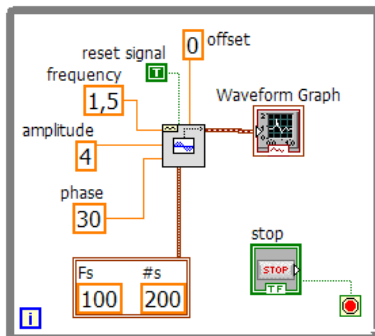 0 offset
reset signal
T
frequency
1,5
Waveform Graph
amplitude
4
phase
30
stop
STOP
TF
Fs #s
100 200
i